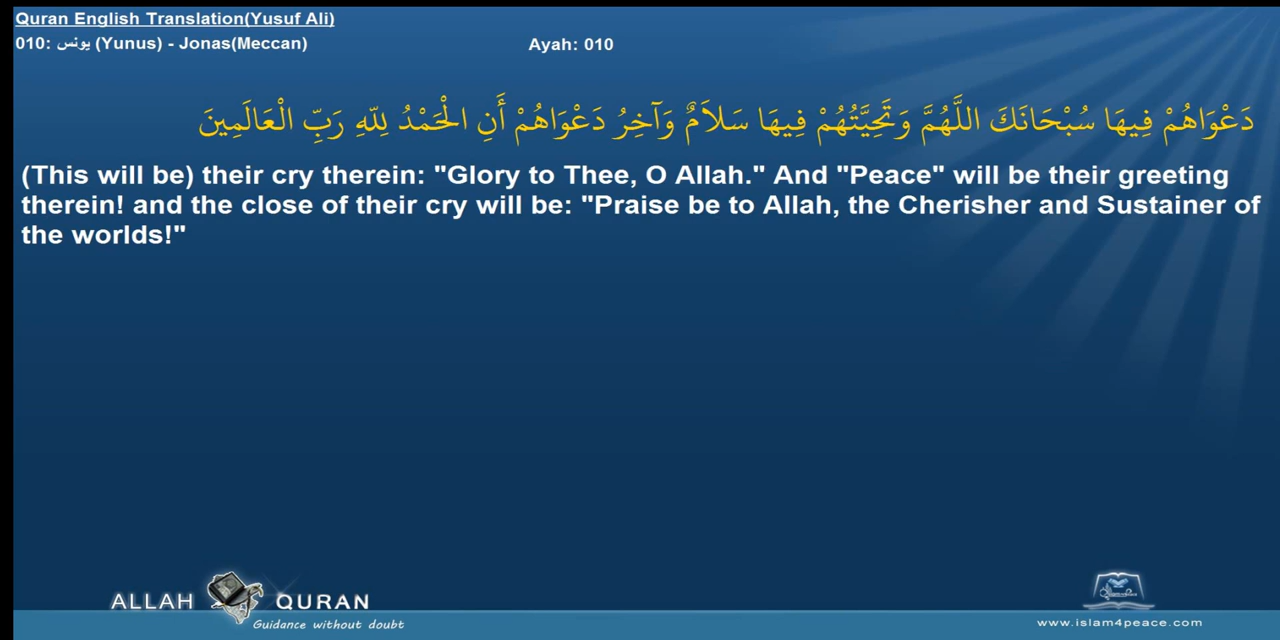 Quran English Translation(Yusuf Ali)
010: يونس (Yunus) - Jonas(Meccan)
Ayah: 010
دَعْوَاهُمْ فِيهَا سُبْحَانَكَ اللَّهُمَّ وَتَحِيَّتُهُمْ فِيهَا سَلاَمٌ وَآخِرُ دَعْوَاهُمْ أَنِ الْحَمْدُ لِلّهِ رَبِّ الْعَالَمِينَ
(This will be) their cry therein: "Glory to Thee, O Allah." And "Peace" will be their greeting
therein! and the close of their cry will be: "Praise be to Allah, the Cherisher and Sustainer of
the worlds!"
ALLAH QURAN
Guidance without doubt
www.islam4peace.com